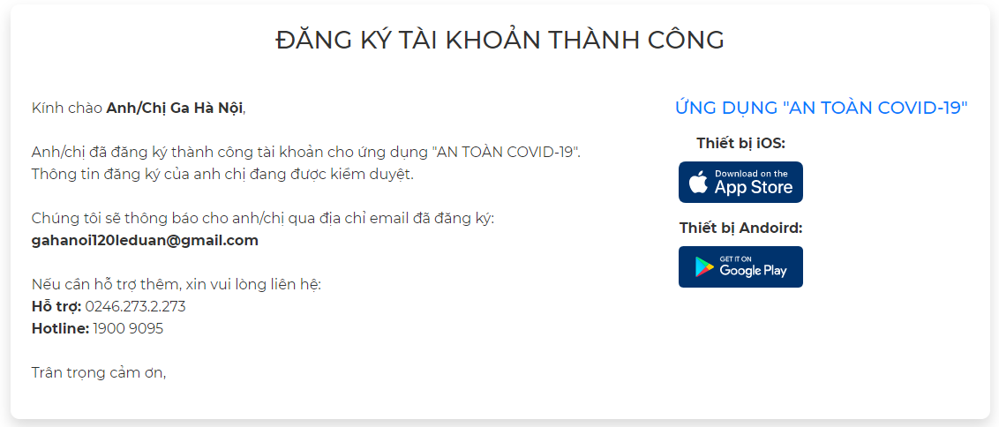 ĐĂNG KÝ TÀI KHOẢN THÀNH CÔNG
Kính chào Anh/Chị Ga Hà Nội,
Anh/chị đã đăng ký thành công tài khoản cho ứng dụng "AN TOÀN COVID-19".
Thông tin đăng ký của anh chị đang được kiểm duyệt.
Chúng tôi sẽ thông báo cho anh/chị qua địa chỉ email đã đăng ký:
gahanoi120leduan@gmail.com
Nếu cần hỗ trợ thêm, xin vui lòng liên hệ:
Hỗ trợ: 0246.273.2.273
Hotline: 1900 9095
Trân trọng cảm ơn,
ỨNG DỤNG "AN TOÀN COVID-19"
Thiết bị iOS:
Download on the
App Store
Thiết bị Andoird:
GET IT ON
Google Play